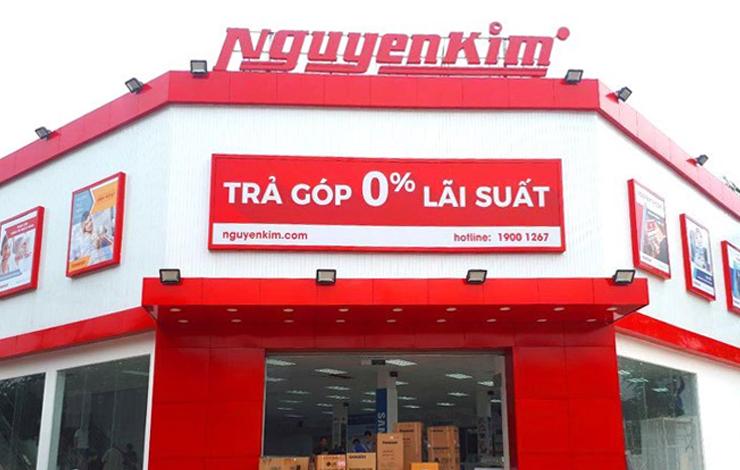 NguyenKim
TRẢ GÓP 0% LÃI SUẤT
nguyenkim.com hotline: 1900 1267